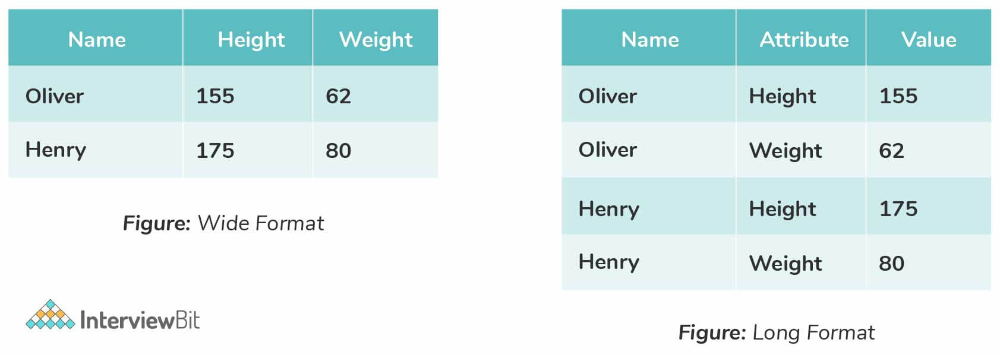 Name Height Weight
Oliver 155 62
Henry 175 80
Figure: Wide Format
InterviewBit
Name Attribute Value
Oliver Height 155
Oliver Weight 62
Henry Height 175
Henry Weight 80
Figure: Long Format